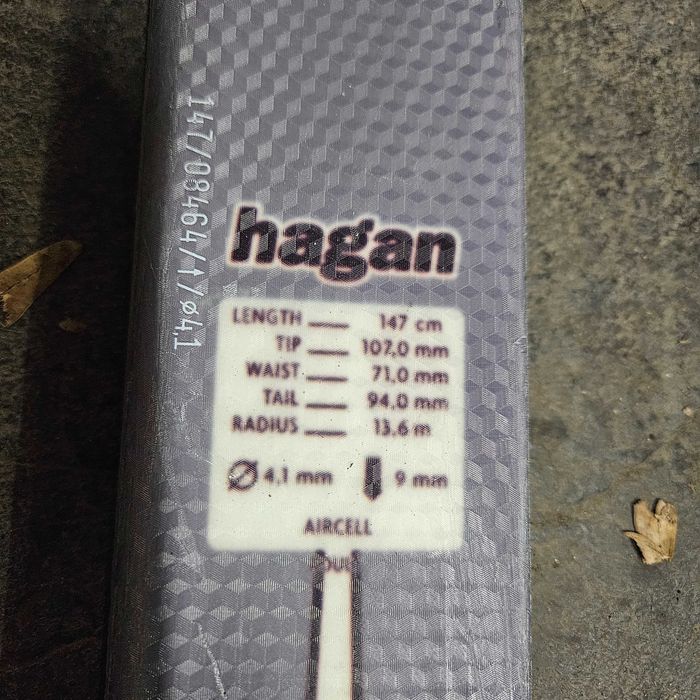 147/08464/1/ø4,1
hagan
LENGTH 147 cm
TIP 107,0 mm
WAIST 71,0 mm
TAIL 94,0 mm
RADIUS 13,6 m
Ø 4,1 mm 9 mm
AIRCELL